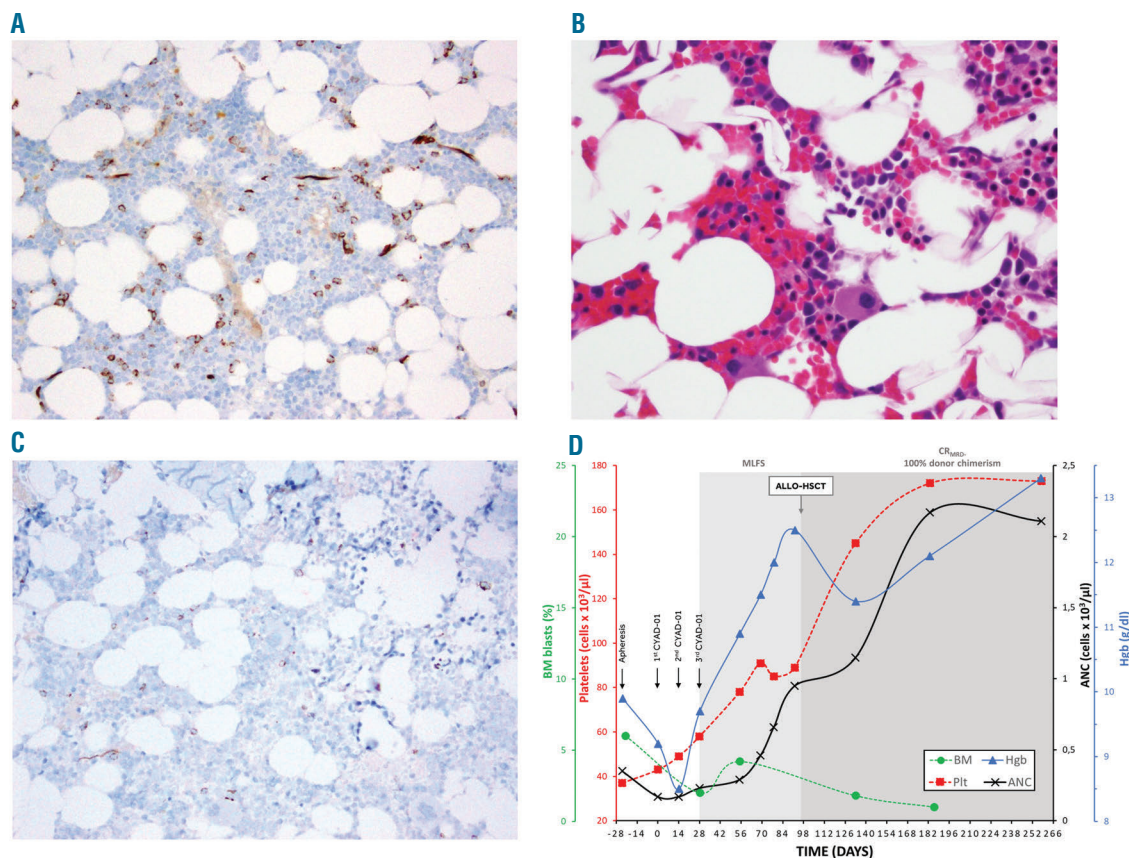 A
B
C
D
MLFS
CR_MRD-
100% donor chimerism
ALLO-HSCT
Apheresis
1st CYAD-01
2nd CYAD-01
3rd CYAD-01
BM blasts (%)
25
20
15
10
5
0
Platelets (cells x 10³/µl)
180
160
140
120
100
80
60
40
20
ANC (cells x 10³/µl)
2,5
2
1,5
1
0,5
0
Hgb (g/dl)
13
12
11
10
9
8
BM
Hgb
Plt
ANC
-28 -14 0 14 28 42 56 70 84 98 112 126 140 154 168 182 196 210 224 238 252 266
TIME (DAYS)